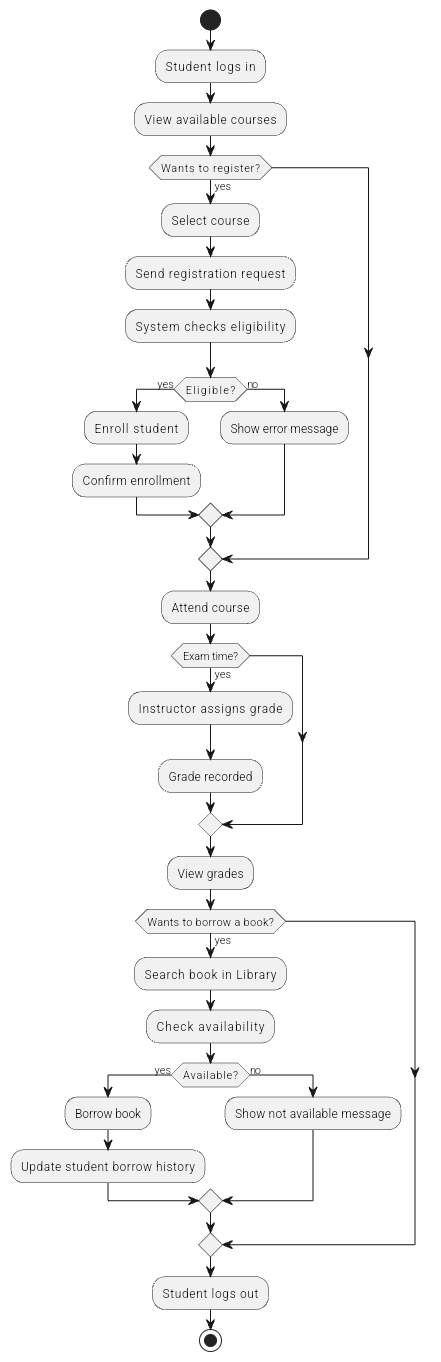 Student logs in
View available courses
Wants to register?
yes
Select course
Send registration request
System checks eligibility
yes
Eligible?
no
Enroll student
Show error message
Confirm enrollment
Attend course
Exam time?
yes
Instructor assigns grade
Grade recorded
View grades
Wants to borrow a book?
yes
Search book in Library
Check availability
yes
Available?
no
Borrow book
Show not available message
Update student borrow history
Student logs out